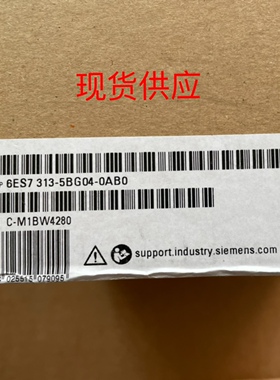 现货供应
6ES7 313-5BG04-0AB0
C-M1BW4280
support.industry.siemens.com